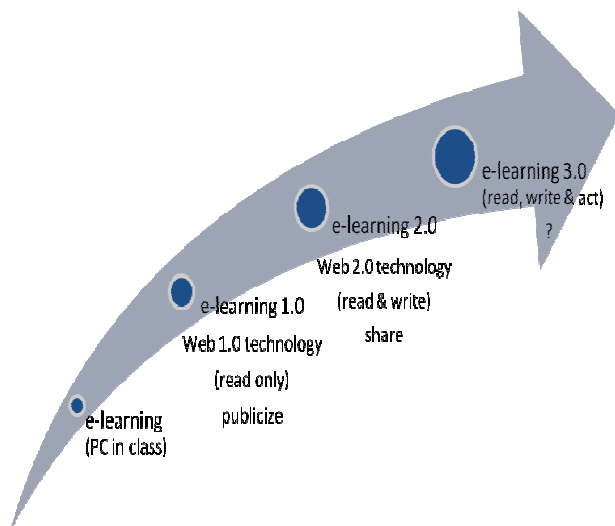 e-learning 3.0
(read, write & act)
?
e-learning 2.0
Web 2.0 technology
(read & write)
share
e-learning 1.0
Web 1.0 technology
(read only)
publicize
e-learning
(PC in class)